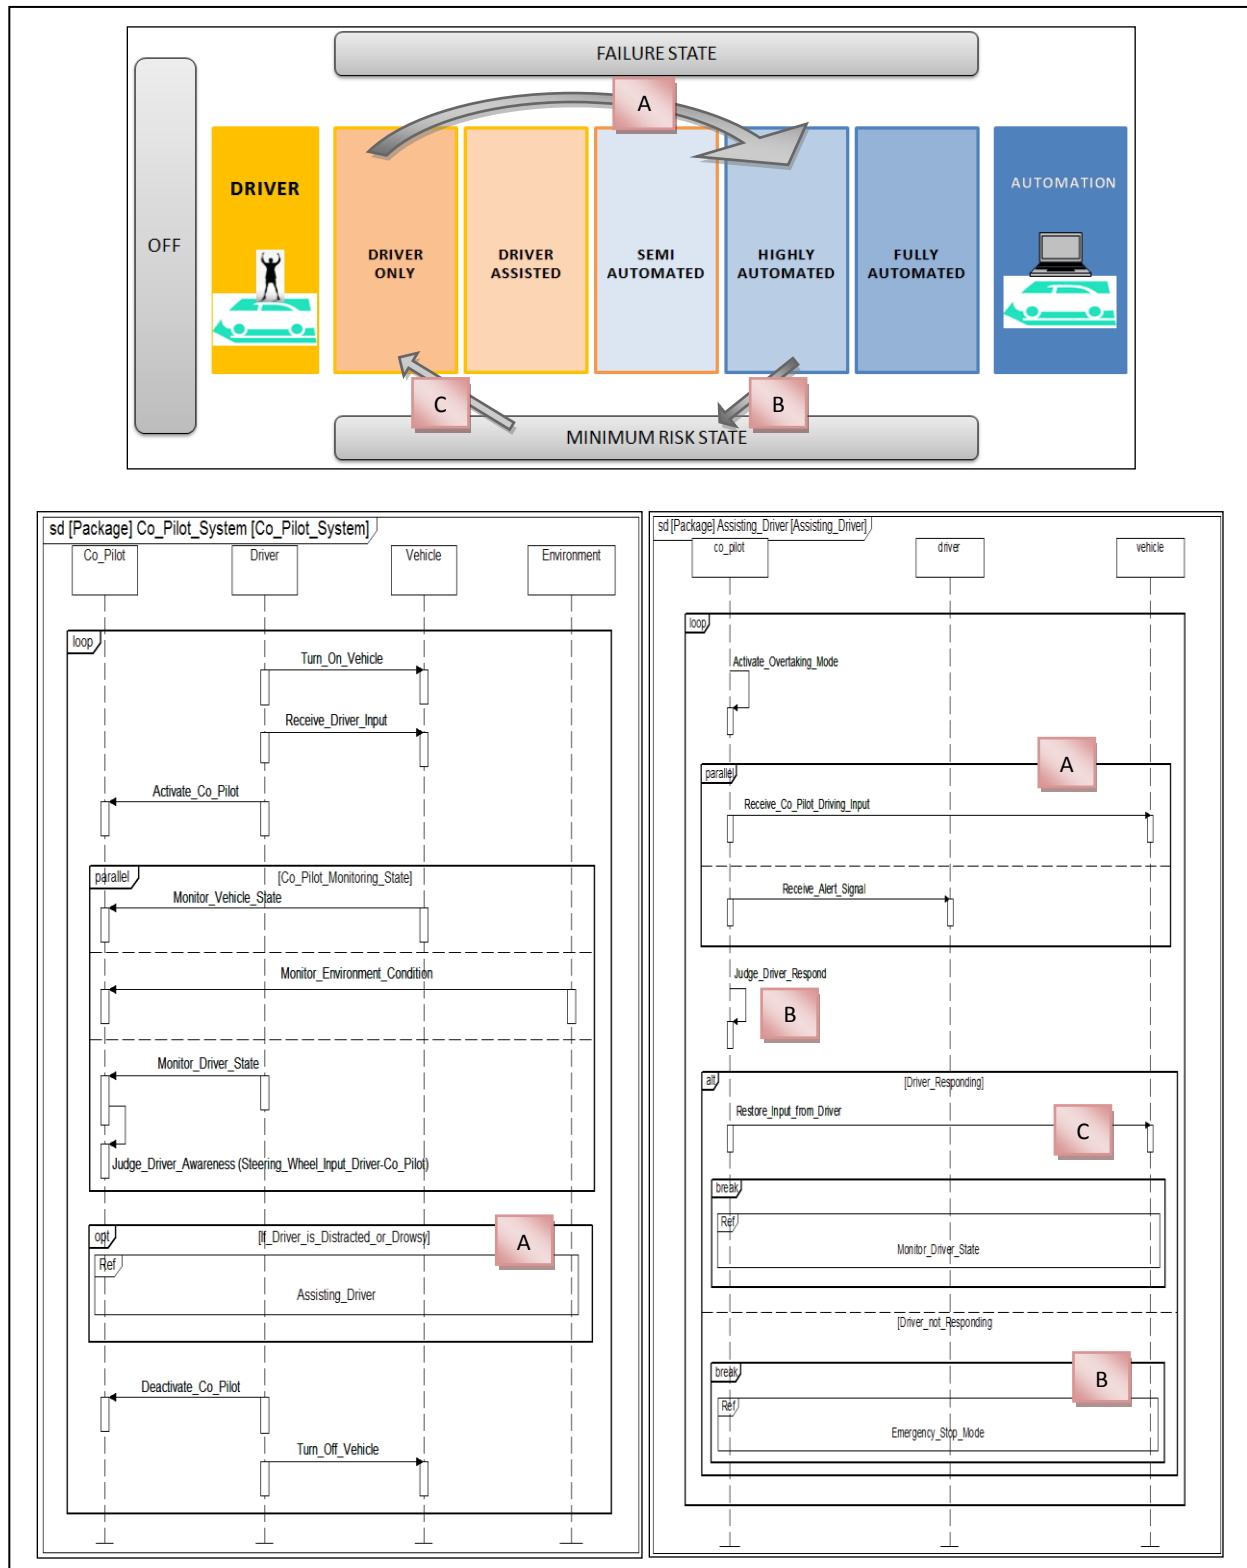 FAILURE STATE
A
OFF
DRIVER
DRIVER
ONLY
DRIVER
ASSISTED
SEMI
AUTOMATED
HIGHLY
AUTOMATED
FULLY
AUTOMATED
AUTOMATION
C
B
MINIMUM RISK STATE
sd [Package] Co_Pilot_System [Co_Pilot_System]
Co_Pilot
Driver
Vehicle
Environment
loop
Turn_On_Vehicle
Receive_Driver_Input
Activate_Co_Pilot
parallel
[Co_Pilot_Monitoring_State]
Monitor_Vehicle_State
Monitor_Environment_Condition
Monitor_Driver_State
Judge_Driver_Awareness (Steering_Wheel_Input_Driver-Co_Pilot)
opt
[If_Driver_is_Distracted_or_Drowsy]
A
Ref
Assisting_Driver
Deactivate_Co_Pilot
Turn_Off_Vehicle
sd [Package] Assisting_Driver [Assisting_Driver]
co_pilot
driver
vehicle
loop
Activate_Overtaking_Mode
A
parallel
Receive_Co_Pilot_Driving_Input
Receive_Alert_Signal
Judge_Driver_Respond
B
alt
[Driver_Responding]
Restore_Input_from_Driver
C
break
Ref
Monitor_Driver_State
[Driver_not_Responding
break
B
Ref
Emergency_Stop_Mode